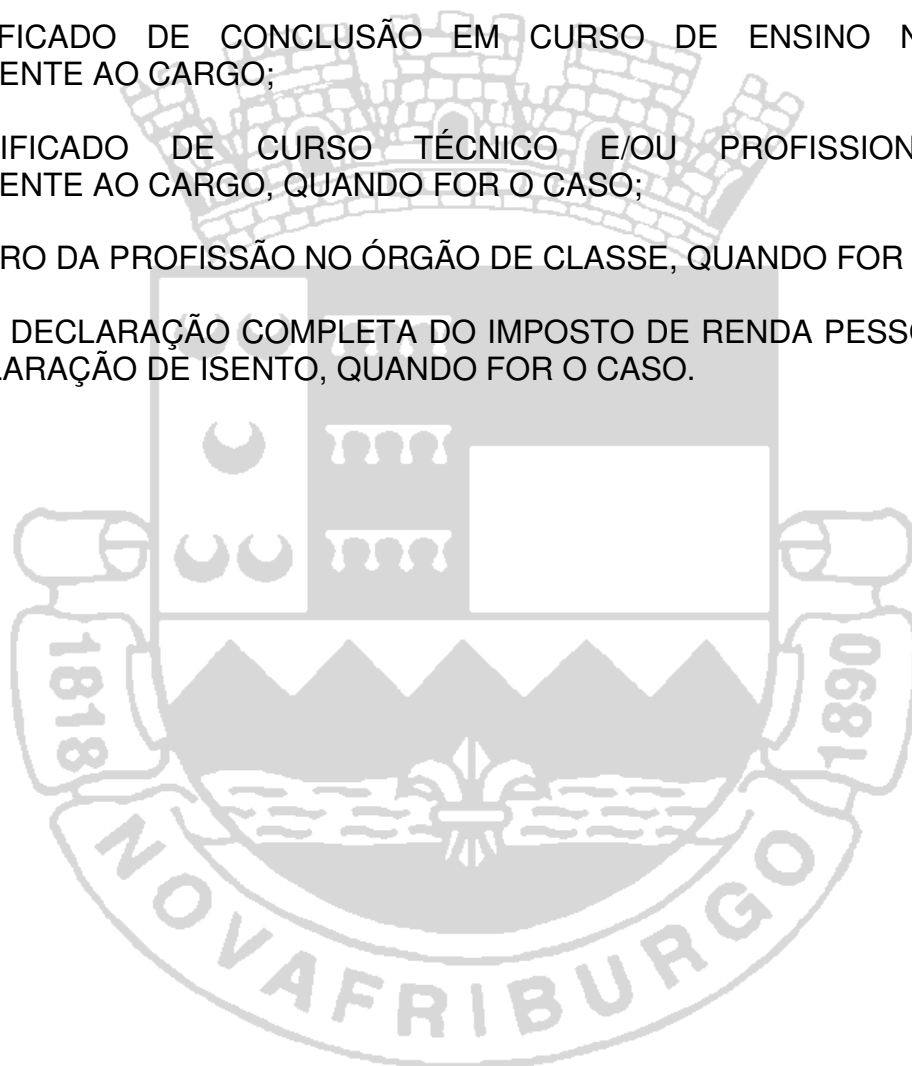 FICADO DE CONCLUSÃO EM CURSO DE ENSINO N
ENTE AO CARGO;
IFICADO DE CURSO TÉCNICO E/OU PROFISSION
ENTE AO CARGO, QUANDO FOR O CASO;
RO DA PROFISSÃO NO ÓRGÃO DE CLASSE, QUANDO FOR
DECLARAÇÃO COMPLETA DO IMPOSTO DE RENDA PESSO
LARAÇÃO DE ISENTO, QUANDO FOR O CASO.
1818
1890
NOVA FRIBURGO